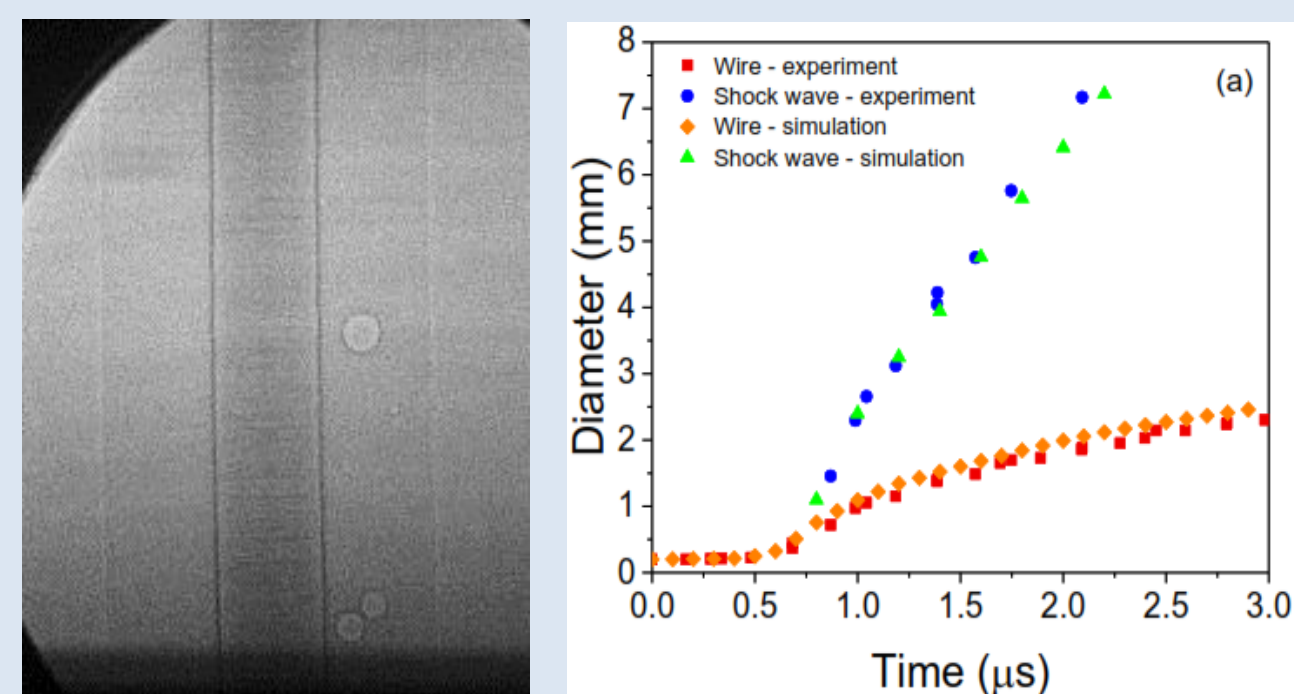 8
7
6
5
4
3
2
1
0
Diameter (mm)
Wire - experiment
Shock wave - experiment
Wire - simulation
Shock wave - simulation
(a)
0.0 0.5 1.0 1.5 2.0 2.5 3.0
Time (μs)